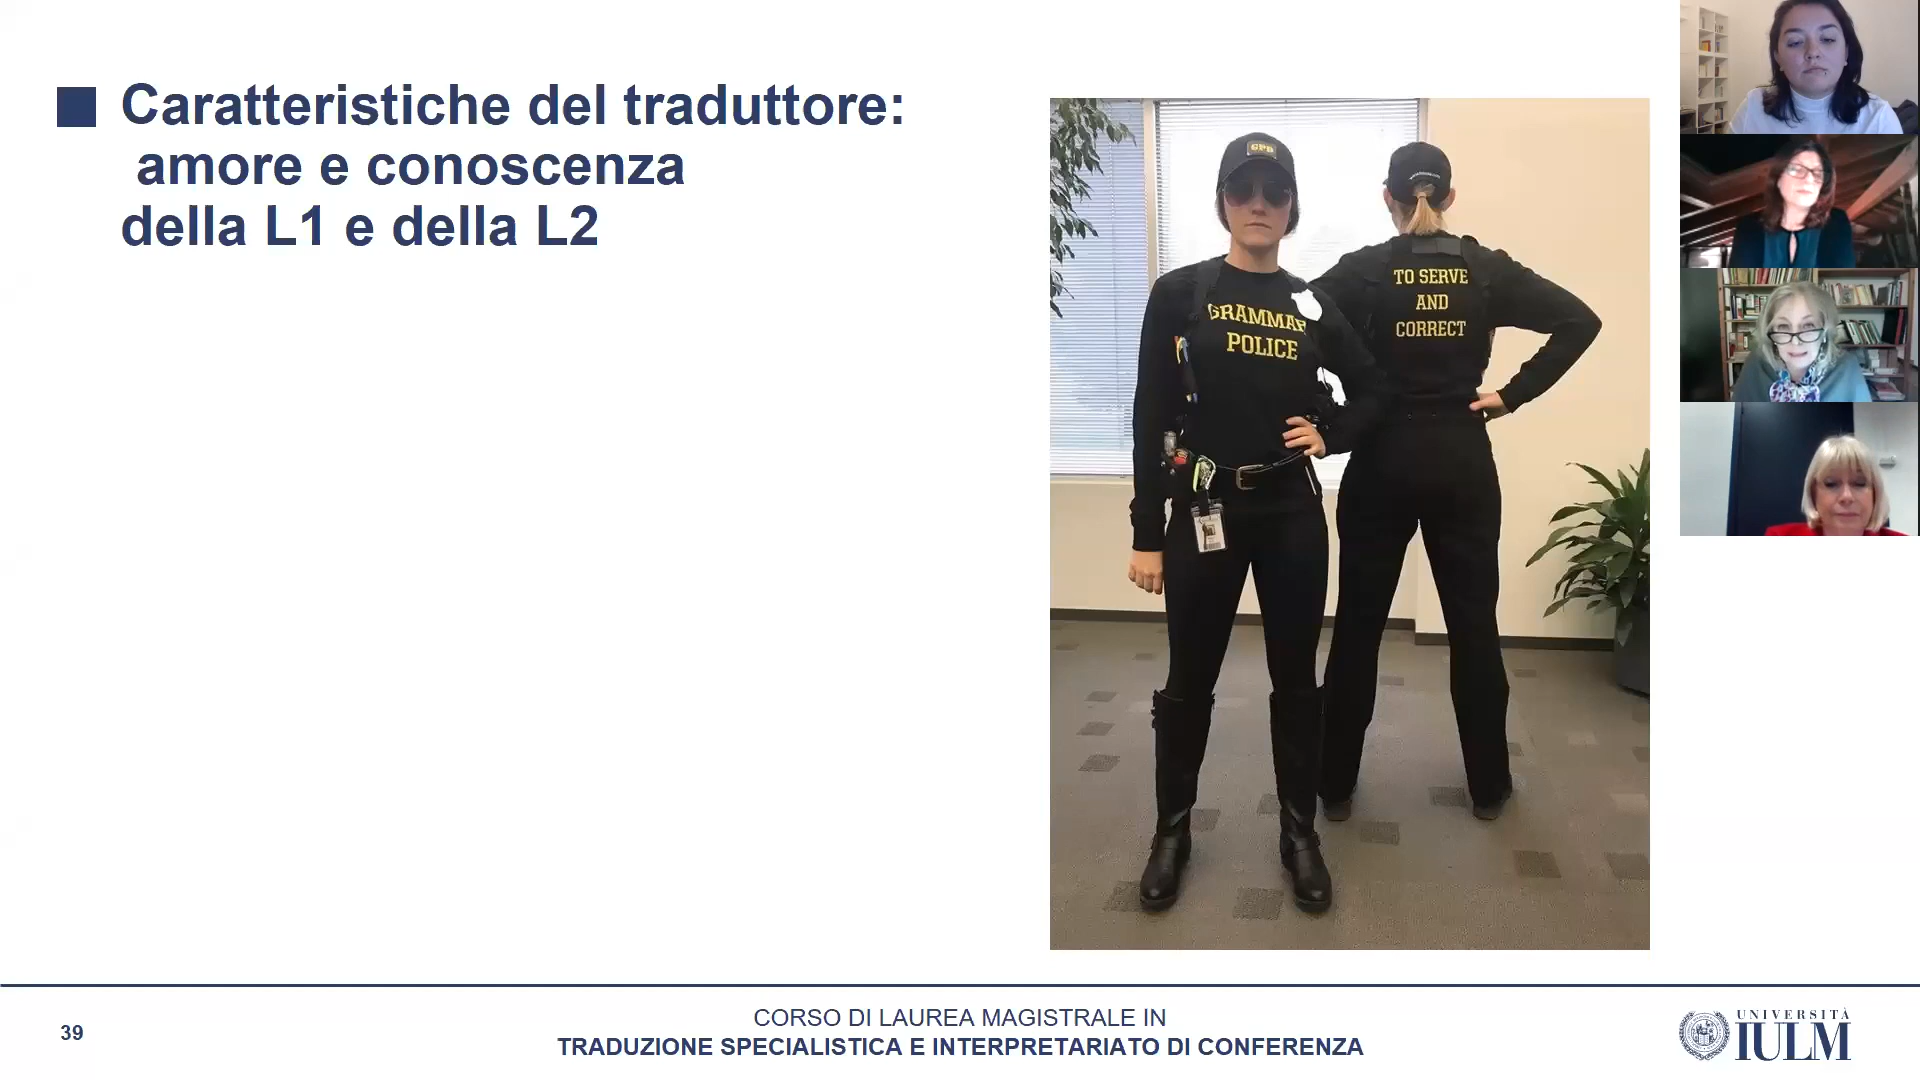 Caratteristiche del traduttore:
amore e conoscenza
della L1 e della L2
GPD
GRAMMAR
POLICE
TO SERVE
AND
CORRECT
39
CORSO DI LAUREA MAGISTRALE IN
TRADUZIONE SPECIALISTICA E INTERPRETARIATO DI CONFERENZA
UNIVERSITÀ
IULM